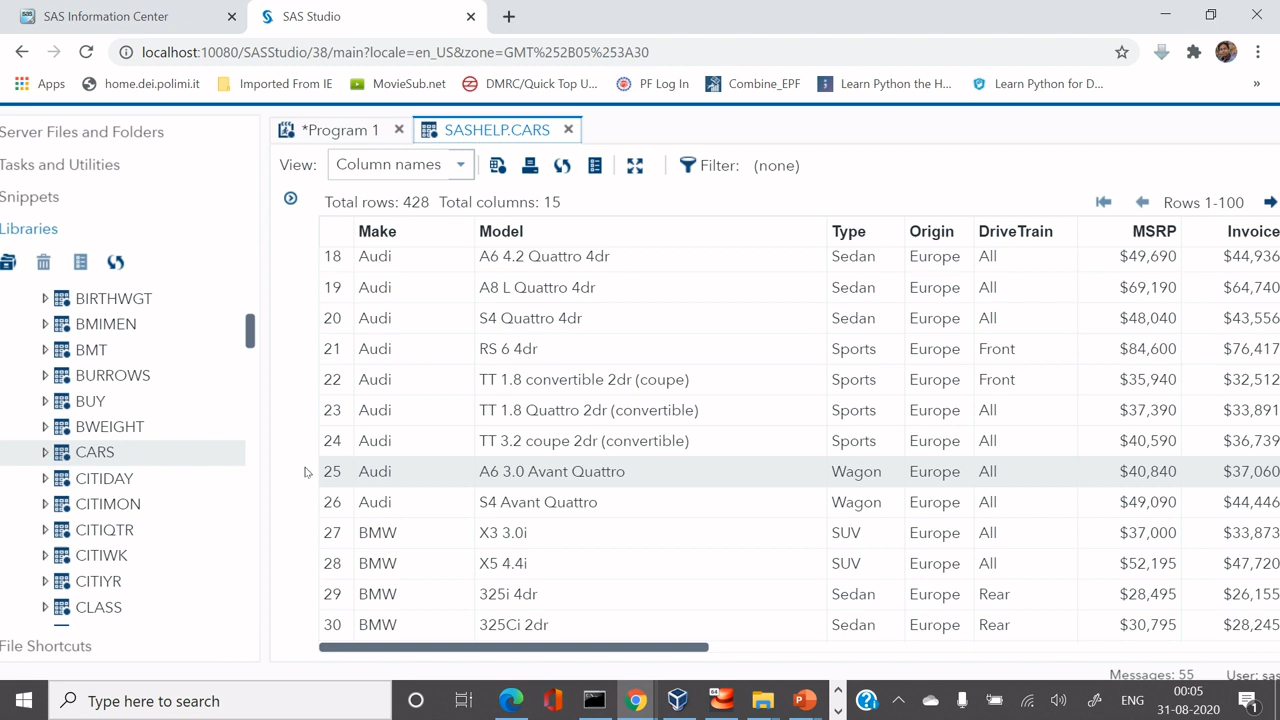 SAS Information Center
SAS Studio
localhost:10080/SASStudio/38/main?locale=en_US&zone=GMT%252B05%253A30
Apps
home.dei.polimi.it
Imported From IE
MovieSub.net
DMRC/Quick Top U...
PF Log In
Combine_EPF
Learn Python the H...
Learn Python for D...
»
Server Files and Folders
Tasks and Utilities
Snippets
Libraries
BIRTHWGT
BMIMEN
BMT
BURROWS
BUY
BWEIGHT
CARS
CITIDAY
CITIMON
CITIQTR
CITIWK
CITIYR
CLASS
File Shortcuts
*Program 1
SASHELP.CARS
View: Column names
Filter: (none)
Total rows: 428 Total columns: 15
Rows 1-100
Make Model Type Origin DriveTrain MSRP Invoice
18 Audi A6 4.2 Quattro 4dr Sedan Europe All $49,690 $44,936
19 Audi A8 L Quattro 4dr Sedan Europe All $69,190 $64,740
20 Audi S4 Quattro 4dr Sedan Europe All $48,040 $43,556
21 Audi RS 6 4dr Sports Europe Front $84,600 $76,417
22 Audi TT 1.8 convertible 2dr (coupe) Sports Europe Front $35,940 $32,512
23 Audi TT 1.8 Quattro 2dr (convertible) Sports Europe All $37,390 $33,891
24 Audi TT 3.2 coupe 2dr (convertible) Sports Europe All $40,590 $36,739
25 Audi A6 3.0 Avant Quattro Wagon Europe All $40,840 $37,060
26 Audi S4 Avant Quattro Wagon Europe All $49,090 $44,446
27 BMW X3 3.0i SUV Europe All $37,000 $33,873
28 BMW X5 4.4i SUV Europe All $52,195 $47,720
29 BMW 325i 4dr Sedan Europe Rear $28,495 $26,155
30 BMW 325Ci 2dr Sedan Europe Rear $30,795 $28,245
Messages: 55 User: sas
Type here to search
64
ENG
00:05
31-08-2020
1